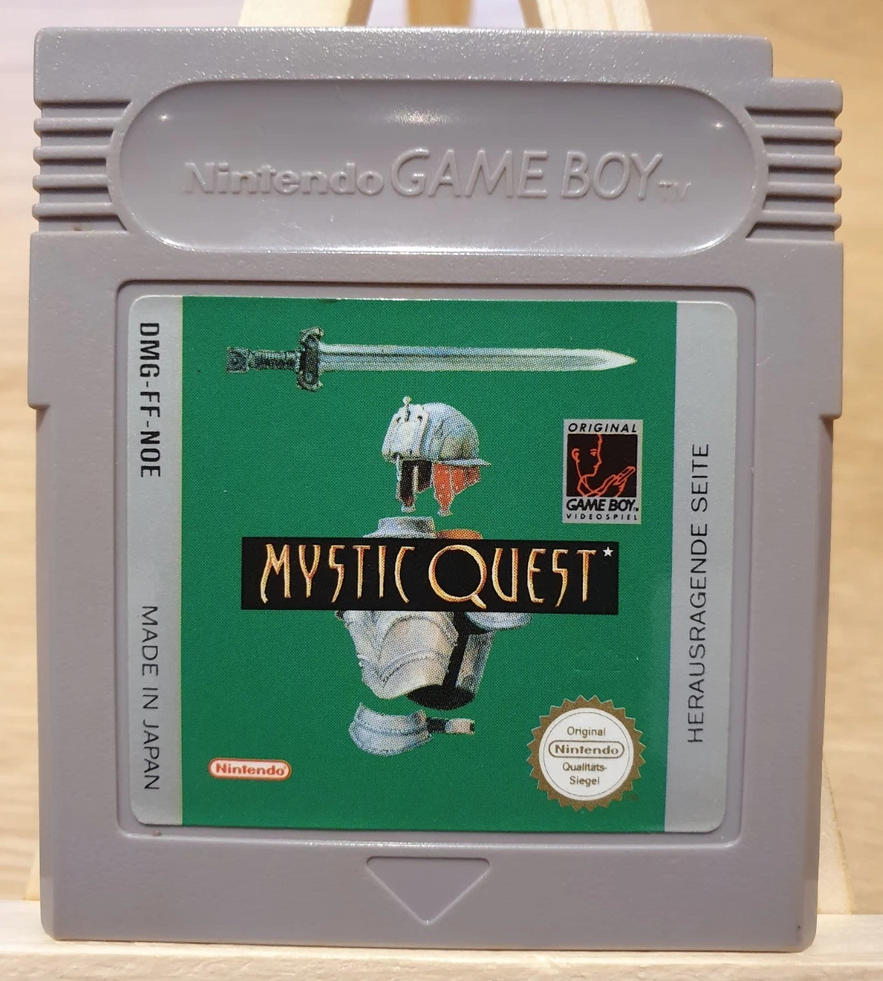 Nintendo GAME BOY TM
DMG-FF-NOE
MADE IN JAPAN
ORIGINAL
GAME BOY™
VIDEOSPIEL
MYSTIC QUEST
HERAUSRAGENDE SEITE
Nintendo®
Original
Nintendo
Qualitäts-
Siegel